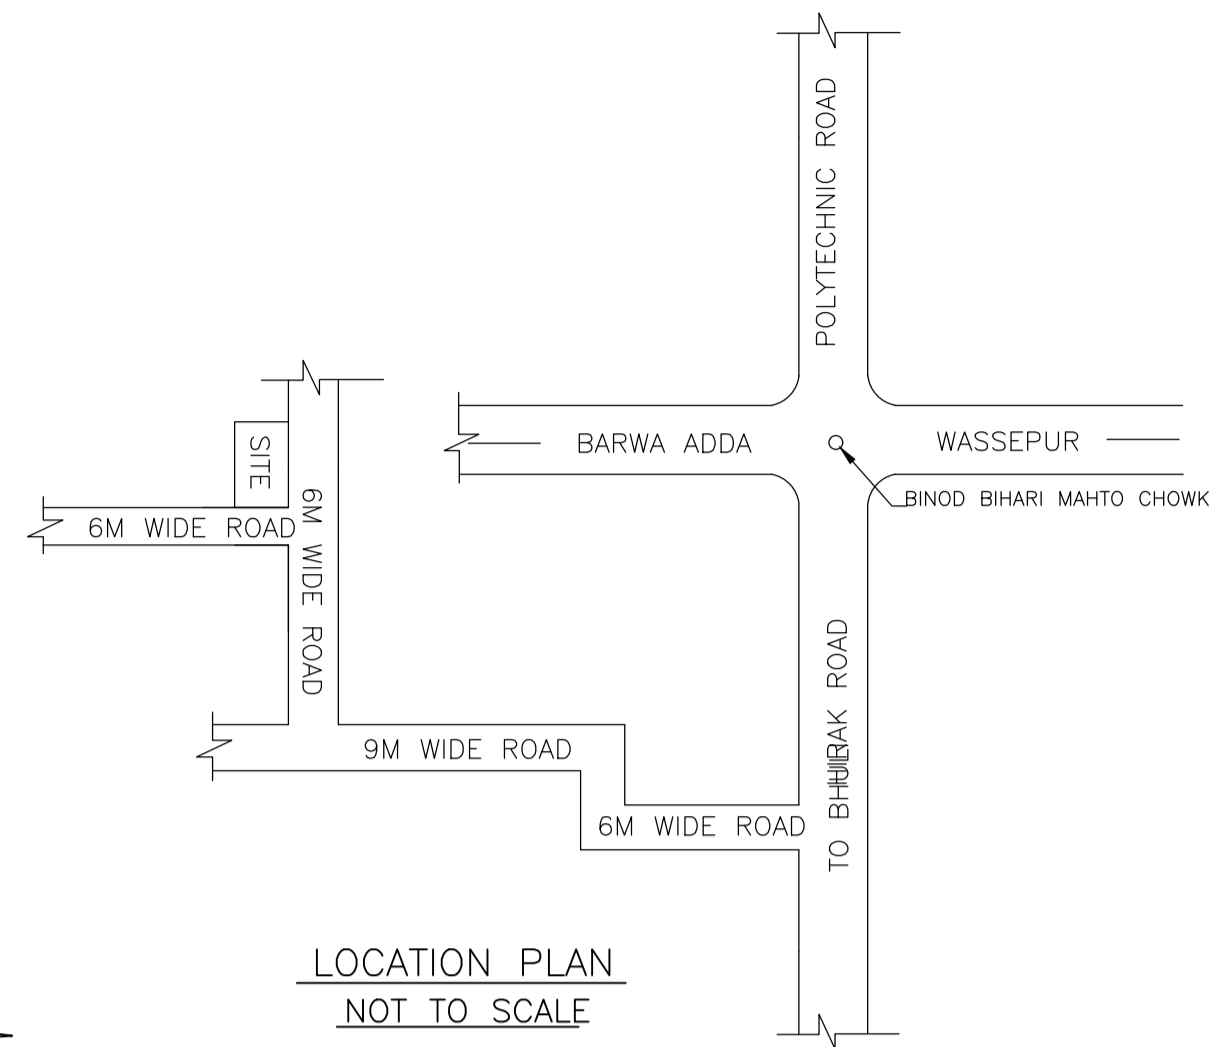 POLYTECHNIC ROAD
BARWA ADDA
WASSEPUR
BINOD BIHARI MAHTO CHOWK
SITE
6M WIDE ROAD
6M WIDE ROAD
HIRAK ROAD
TO BHULI
9M WIDE ROAD
6M WIDE ROAD
LOCATION PLAN
NOT TO SCALE